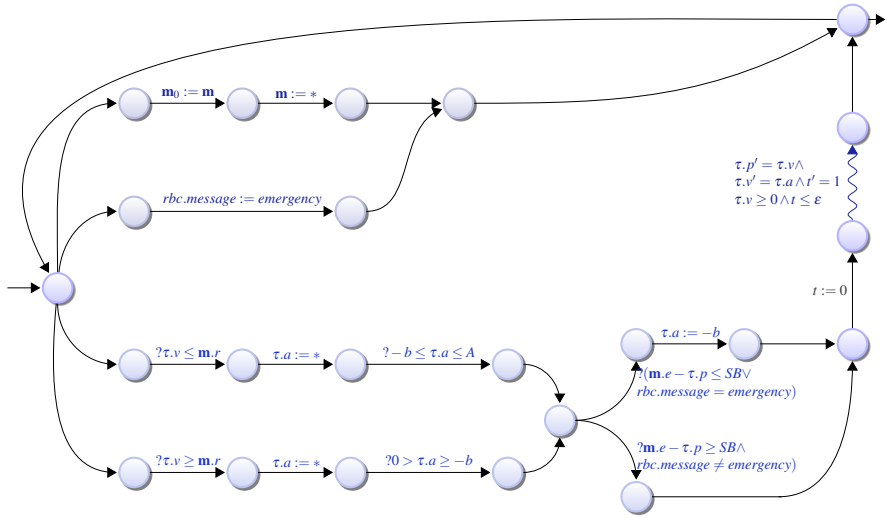 m₀ := m
m := *
rbc.message := emergency
τ.p′ = τ.v∧
τ.v′ = τ.a∧t′ = 1
τ.v ≥ 0∧t ≤ ε
t := 0
?τ.v ≤ m.r
τ.a := *
?−b ≤ τ.a ≤ A
τ.a := −b
?(m.e−τ.p ≤ SB∨
rbc.message = emergency)
?m.e−τ.p ≥ SB∧
rbc.message ≠ emergency)
?τ.v ≥ m.r
τ.a := *
?0 > τ.a ≥ −b